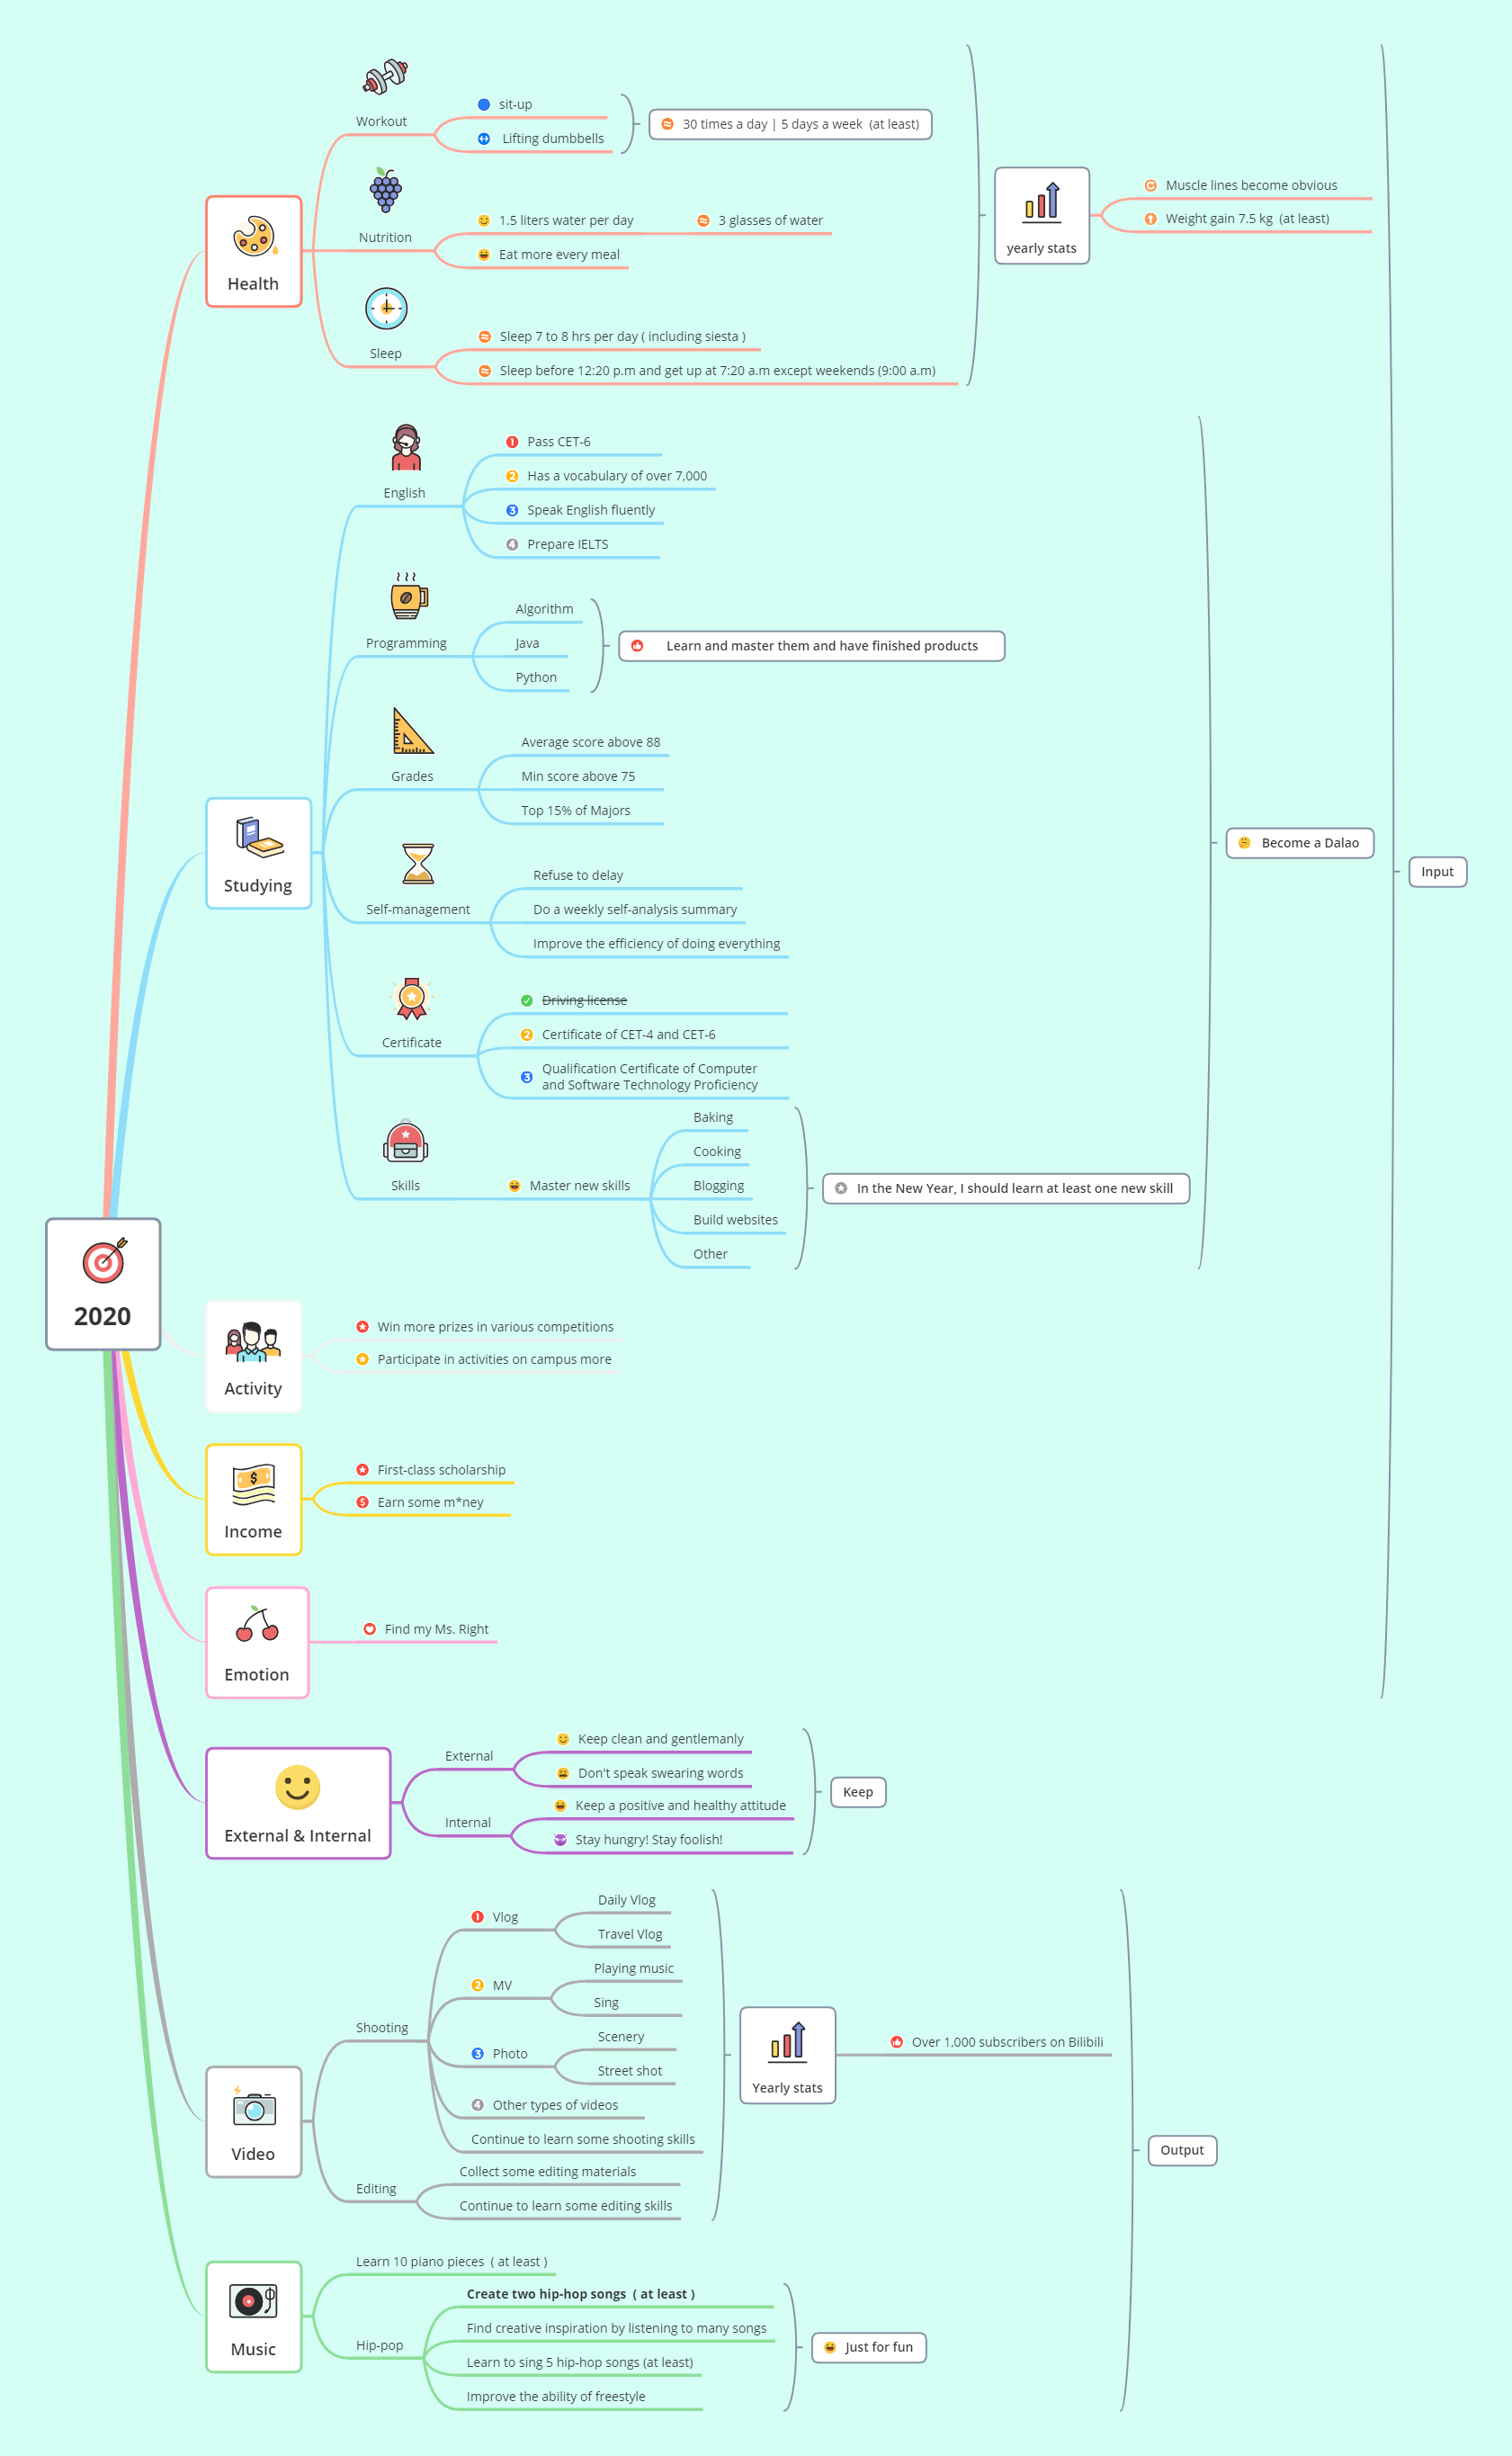 2020
Health
Workout
sit-up
Lifting dumbbells
30 times a day | 5 days a week (at least)
Nutrition
1.5 liters water per day
3 glasses of water
Eat more every meal
Sleep
Sleep 7 to 8 hrs per day ( including siesta )
Sleep before 12:20 p.m and get up at 7:20 a.m except weekends (9:00 a.m)
yearly stats
Muscle lines become obvious
Weight gain 7.5 kg (at least)
Studying
English
1 Pass CET-6
2 Has a vocabulary of over 7,000
3 Speak English fluently
4 Prepare IELTS
Programming
Algorithm
Java
Python
Learn and master them and have finished products
Grades
Average score above 88
Min score above 75
Top 15% of Majors
Self-management
Refuse to delay
Do a weekly self-analysis summary
Improve the efficiency of doing everything
Certificate
Driving license
2 Certificate of CET-4 and CET-6
3 Qualification Certificate of Computer
and Software Technology Proficiency
Skills
Master new skills
Baking
Cooking
Blogging
Build websites
Other
In the New Year, I should learn at least one new skill
Become a Dalao
Activity
Win more prizes in various competitions
Participate in activities on campus more
$
Income
First-class scholarship
$ Earn some m*ney
Emotion
Find my Ms. Right
Input
External & Internal
External
Keep clean and gentlemanly
Don't speak swearing words
Internal
Keep a positive and healthy attitude
Stay hungry! Stay foolish!
Keep
Video
Shooting
1 Vlog
Daily Vlog
Travel Vlog
2 MV
Playing music
Sing
3 Photo
Scenery
Street shot
4 Other types of videos
Continue to learn some shooting skills
Editing
Collect some editing materials
Continue to learn some editing skills
Yearly stats
Over 1,000 subscribers on Bilibili
Music
Learn 10 piano pieces ( at least )
Hip-pop
Create two hip-hop songs ( at least )
Find creative inspiration by listening to many songs
Learn to sing 5 hip-hop songs (at least)
Improve the ability of freestyle
Just for fun
Output